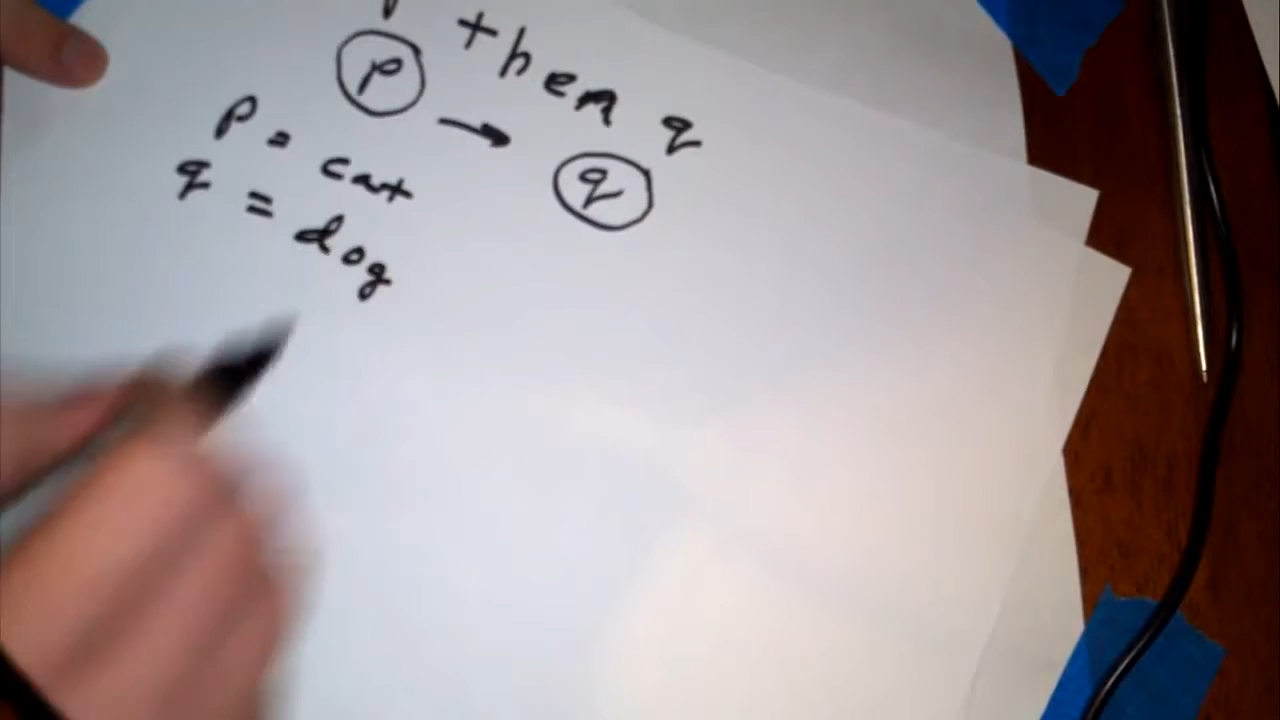 then q
p → q
p = cat
q = dog